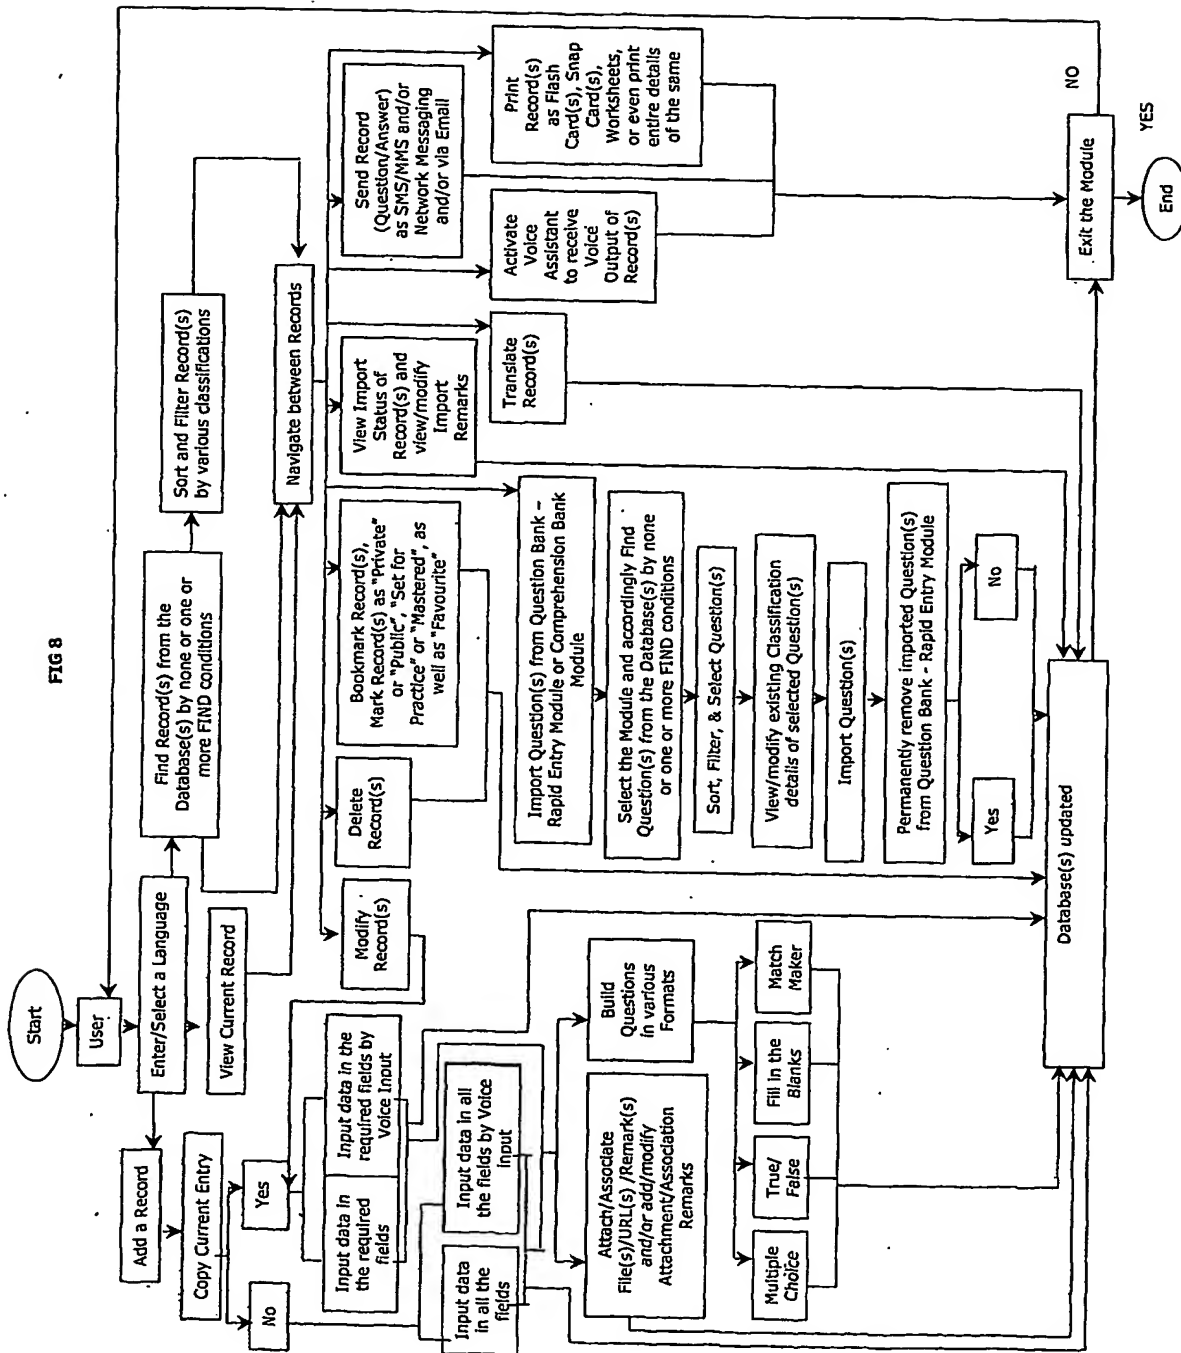 FIG 8
Start
User
Enter/Select a Language
Add a Record
View Current Record
Find Record(s) from the
Database(s) by none or one or
more FIND conditions
Sort and Filter Record(s)
by various classifications
Copy Current Entry
No
Yes
Navigate between Records
Input data in
the required
fields
Input data in the
required fields by
Voice Input
Modify
Record(s)
Delete
Record(s)
Bookmark Record(s),
Mark Record(s) as "Private"
or "Public", "Set for
Practice" or "Mastered", as
well as "Favourite"
View Import
Status of
Record(s) and
view/modify
Import
Remarks
Send Record
(Question/Answer)
as SMS/MMS and/or
Network Messaging
and/or via Email
Input data
in all the
fields
Input data in all
the fields by Voice
input
Import Question(s) from Question Bank –
Rapid Entry Module or Comprehension Bank
Module
Translate
Record(s)
Activate
Voice
Assistant
to receive
Voice
Output of
Record(s)
Print
Record(s)
as Flash
Card(s), Snap
Card(s),
Worksheets,
or even print
entire details
of the same
Attach/Associate
File(s)/URL(s) /Remark(s)
and/or add/modify
Attachment/Association
Remarks
Build
Questions
in various
Formats
Select the Module and accordingly Find
Question(s) from the Database(s) by none
or one or more FIND conditions
Sort, Filter, & Select Question(s)
View/modify existing Classification
details of selected Question(s)
Import Question(s)
Multiple
Choice
True/
False
Fill in the
Blanks
Match
Maker
Permanently remove imported Question(s)
from Question Bank - Rapid Entry Module
Yes
No
Database(s) updated
Exit the Module
NO
YES
End